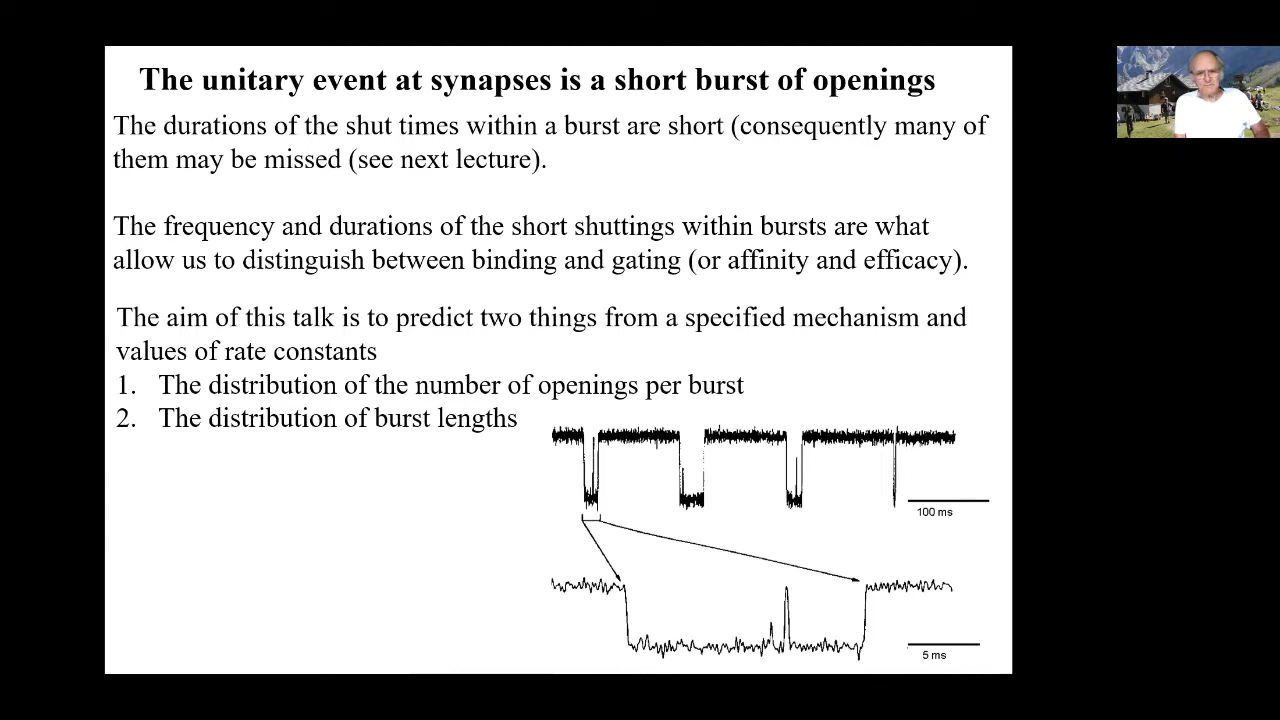 The unitary event at synapses is a short burst of openings
The durations of the shut times within a burst are short (consequently many of
them may be missed (see next lecture).
The frequency and durations of the short shuttings within bursts are what
allow us to distinguish between binding and gating (or affinity and efficacy).
The aim of this talk is to predict two things from a specified mechanism and
values of rate constants
1. The distribution of the number of openings per burst
2. The distribution of burst lengths
100 ms
5 ms